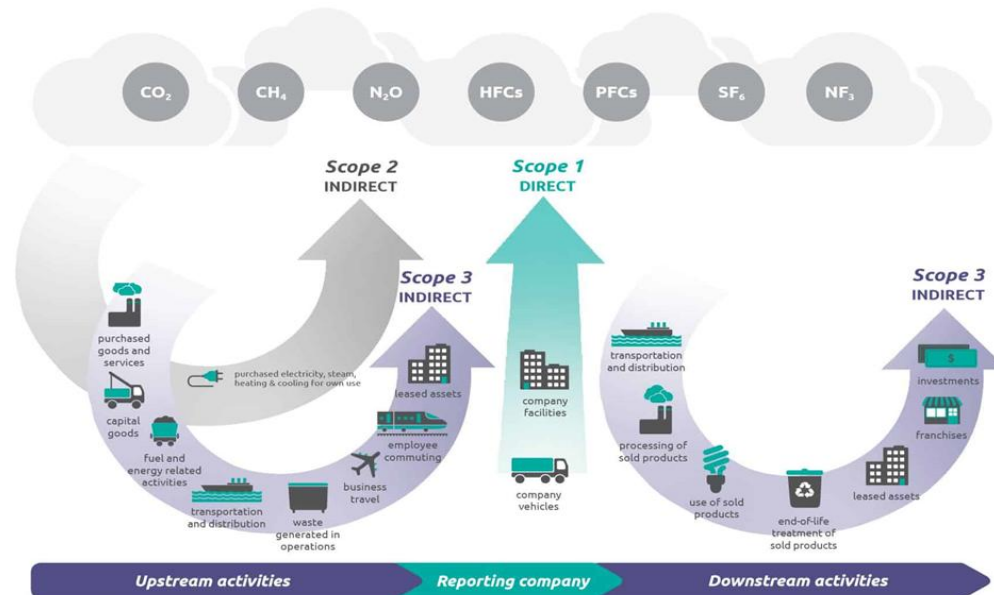 CO₂
CH₄
N₂O
HFCs
PFCs
SF₆
NF₃
Scope 2
INDIRECT
Scope 1
DIRECT
Scope 3
INDIRECT
Scope 3
INDIRECT
purchased
goods and
services
capital
goods
fuel and
energy related
activities
transportation
and distribution
waste
generated in
operations
business
travel
employee
commuting
leased assets
purchased electricity, steam,
heating & cooling for own use
company
facilities
company
vehicles
transportation
and distribution
processing of
sold products
use of sold
products
end-of-life
treatment of
sold products
leased assets
franchises
investments
$
Upstream activities
Reporting company
Downstream activities